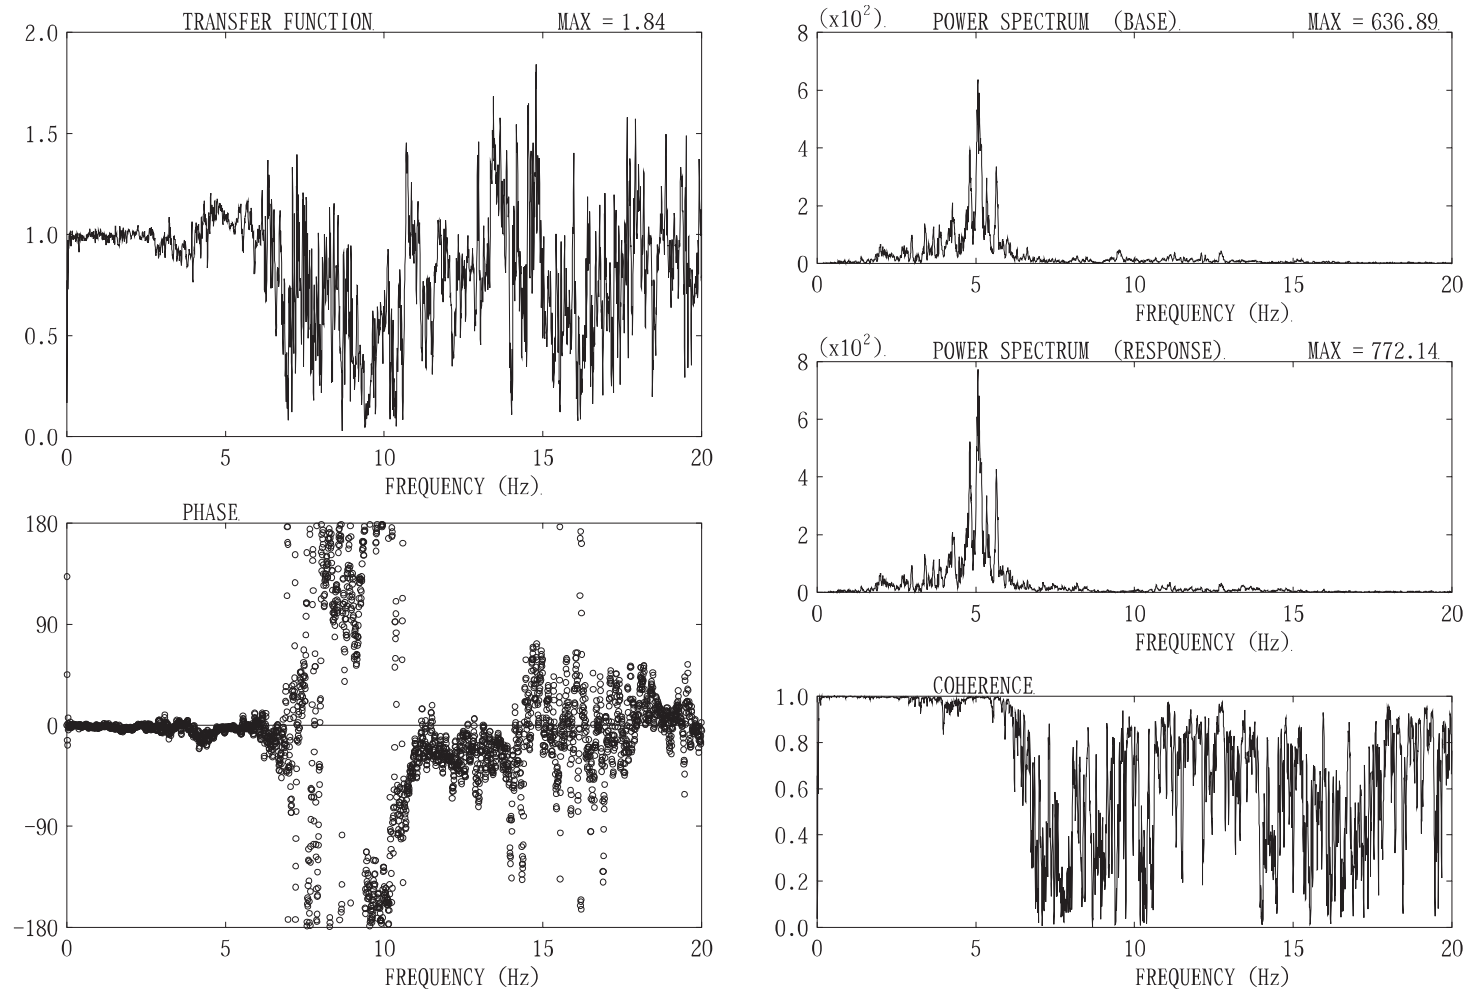 TRANSFER FUNCTION. MAX = 1.84
2.0
1.5
1.0
0.5
0.0
0 5 10 15 20
FREQUENCY (Hz).
PHASE.
180
90
0
-90
-180
0 5 10 15 20
FREQUENCY (Hz)
(x10²). POWER SPECTRUM (BASE). MAX = 636.89.
8
6
4
2
0
0 5 10 15 20
FREQUENCY (Hz).
(x10²). POWER SPECTRUM (RESPONSE). MAX = 772.14.
8
6
4
2
0
0 5 10 15 20
FREQUENCY (Hz).
COHERENCE.
1.0
0.8
0.6
0.4
0.2
0.0
0 5 10 15 20
FREQUENCY (Hz)